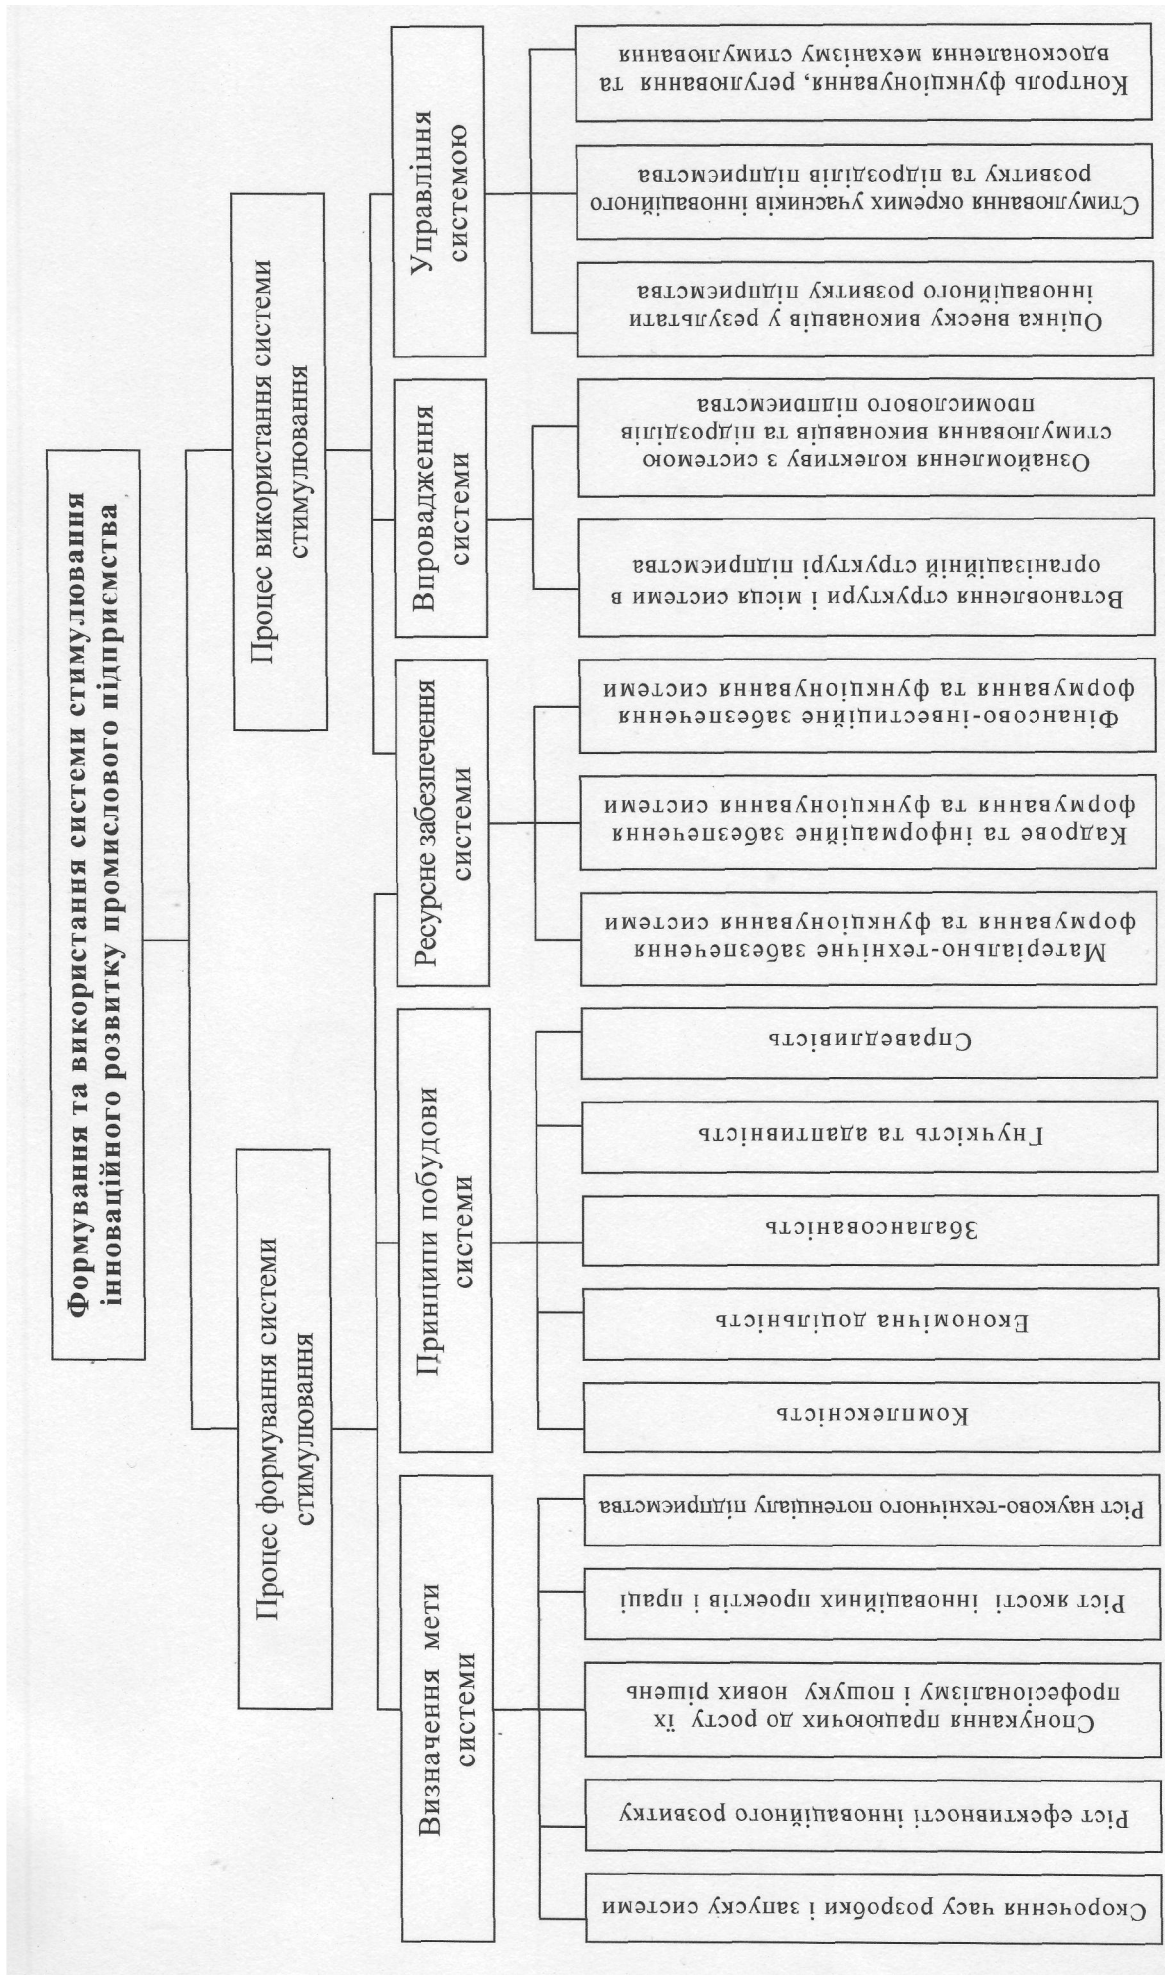 Формування та використання системи стимулювання
інноваційного розвитку промислового підприємства
Процес формування системи
стимулювання
Процес використання системи
стимулювання
Визначення мети
системи
Принципи побудови
системи
Ресурсне забезпечення
системи
Впровадження
системи
Управління
системою
Скорочення часу розробки і запуску системи
Ріст ефективності інноваційного розвитку
Спонукання працюючих до росту їх
професіоналізму і пошуку нових рішень
Ріст якості інноваційних проектів і праці
Ріст науково-технічного потенціалу підприємства
Комплексність
Економічна доцільність
Збалансованість
Гнучкість та адаптивність
Справедливість
Матеріально-технічне забезпечення
формування та функціонування системи
Кадрове та інформаційне забезпечення
формування та функціонування системи
Фінансово-інвестиційне забезпечення
формування та функціонування системи
Встановлення структури і місця системи в
організаційній структурі підприємства
Ознайомлення колективу з системою
стимулювання виконавців та підрозділів
промислового підприємства
Оцінка внеску виконавців у результати
інноваційного розвитку підприємства
Стимулювання окремих учасників інноваційного
розвитку та підрозділів підприємства
Контроль функціонування, регулювання та
вдосконалення механізму стимулювання